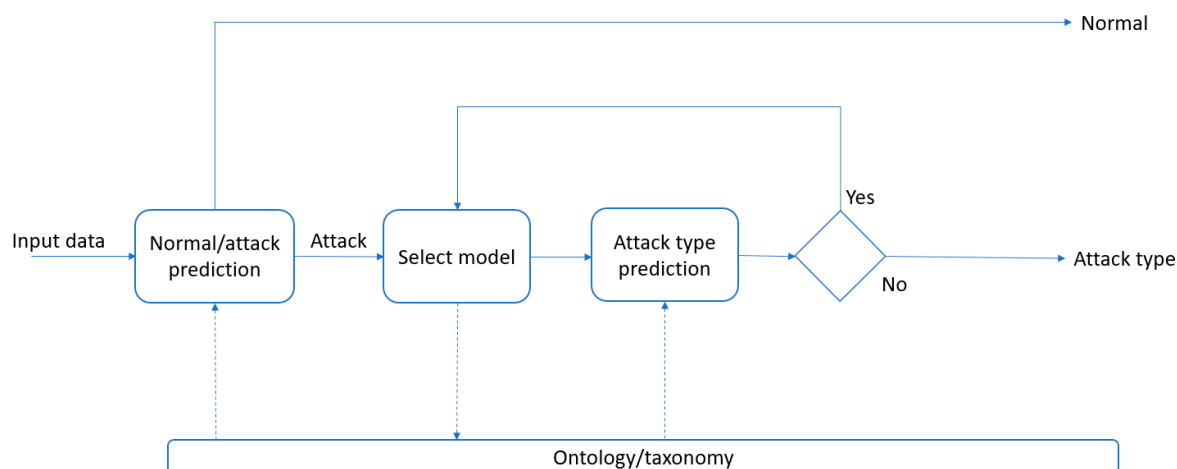 Normal
Yes
Input data
Normal/attack
prediction
Attack
Select model
Attack type
prediction
No
Attack type
Ontology/taxonomy